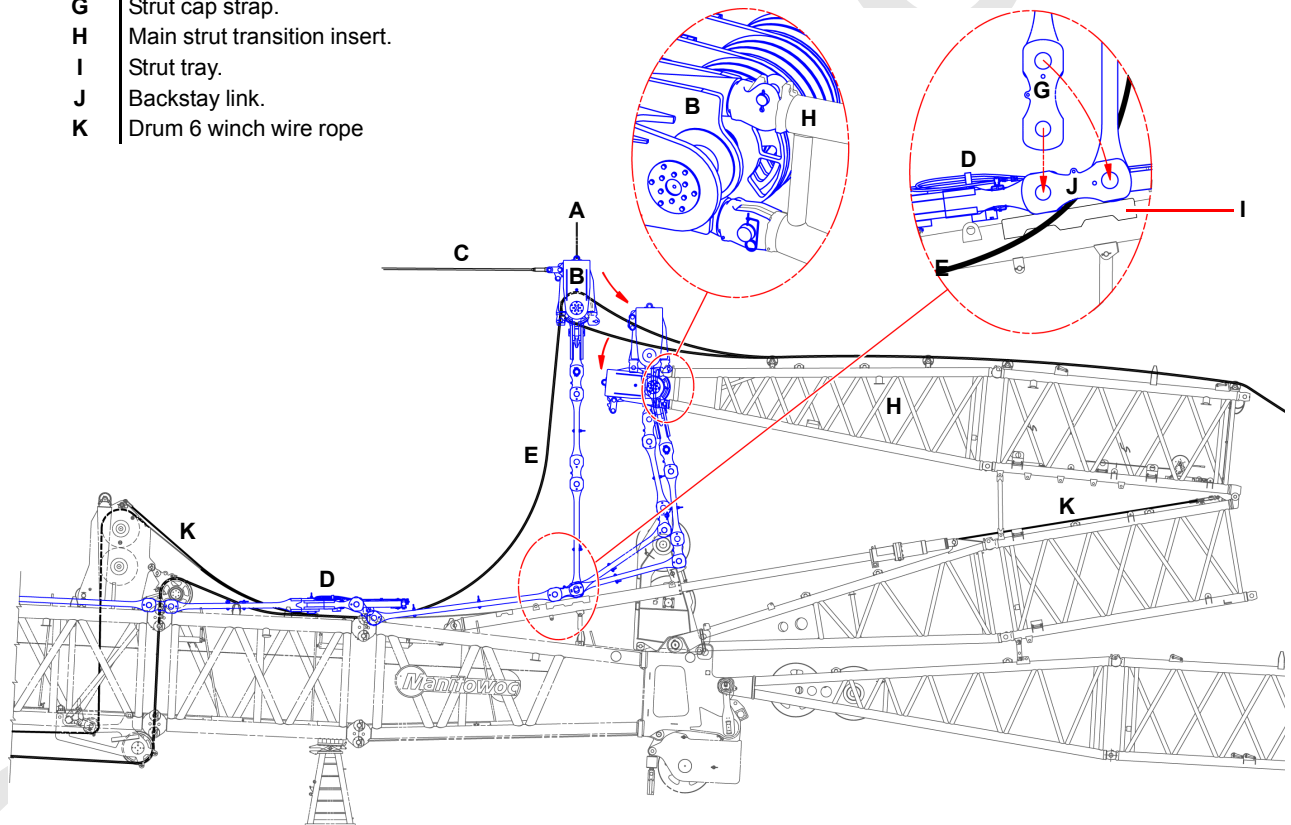 G Strut cap strap.
H Main strut transition insert.
I Strut tray.
J Backstay link.
K Drum 6 winch wire rope
B
H
G
D
J
I
E
A
C
B
H
E
K
K
D
Manitowoc